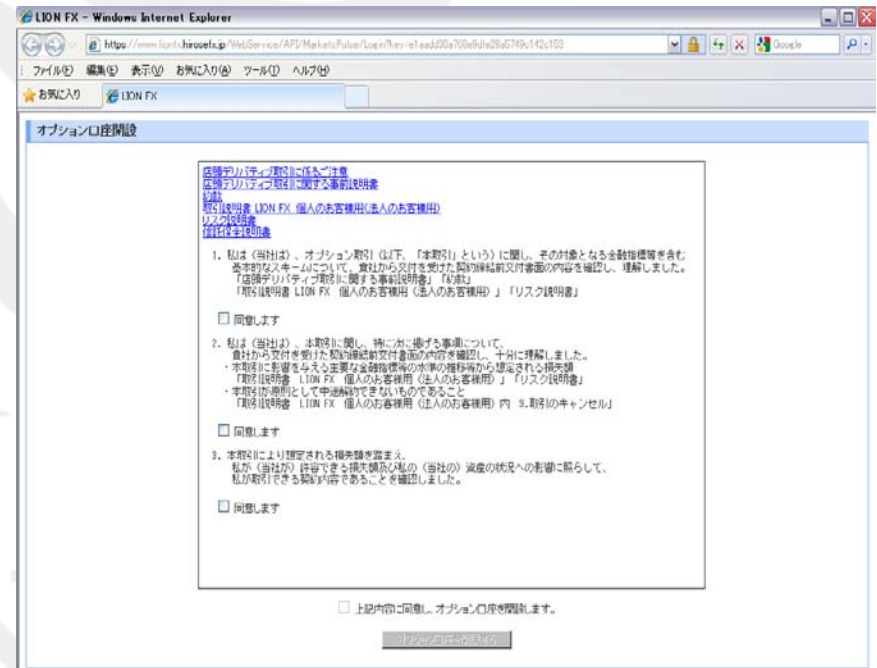 LION FX - Windows Internet Explorer
https://www.lionfx.hirosefx.jp/WebService/API/MarketsPulse/Login?key=
Google
ファイル(F) 編集(E) 表示(V) お気に入り(A) ツール(T) ヘルプ(H)
お気に入り LION FX
オプション口座開設
店頭デリバティブ取引に係るご注意
店頭デリバティブ取引に関する事前説明書
約款
取引説明書 LION FX 個人のお客様用(法人のお客様用)
リスク説明書
信託保全説明書
1. 私は（当社は）、オプション取引（以下、「本取引」という）に関し、その対象となる金融指標等を含む
基本的なスキームについて、貴社から交付を受けた契約締結前交付書面の内容を確認し、理解しました。
「店頭デリバティブ取引に関する事前説明書」「約款」
「取引説明書 LION FX 個人のお客様用（法人のお客様用）」「リスク説明書」
同意します
2. 私は（当社は）、本取引に関し、特に次に掲げる事項について、
貴社から交付を受けた契約締結前交付書面の内容を確認し、十分に理解しました。
・本取引に影響を与える主要な金融指標等の水準の推移等から想定される損失額
「取引説明書 LION FX 個人のお客様用（法人のお客様用）」「リスク説明書」
・本取引が原則として中途解約できないものであること
「取引説明書 LION FX 個人のお客様用（法人のお客様用）内 8.取引のキャンセル」
同意します
3. 本取引により想定される損失額を踏まえ、
私が（当社が）許容できる損失額及び私の（当社の）資産の状況への影響に照らして、
私が取引できる契約内容であることを確認しました。
同意します
上記内容に同意し、オプション口座を開設します。
オプション口座を開設する